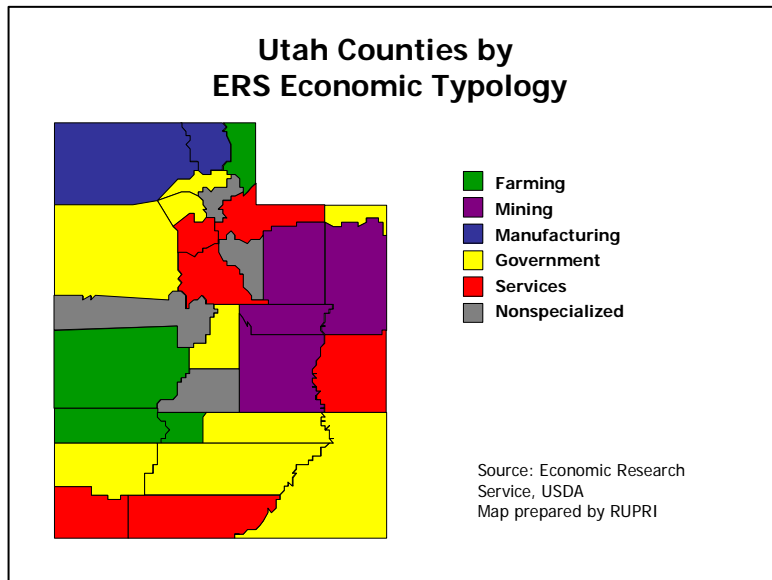 Utah Counties by
ERS Economic Typology
Farming
Mining
Manufacturing
Government
Services
Nonspecialized
Source: Economic Research
Service, USDA
Map prepared by RUPRI